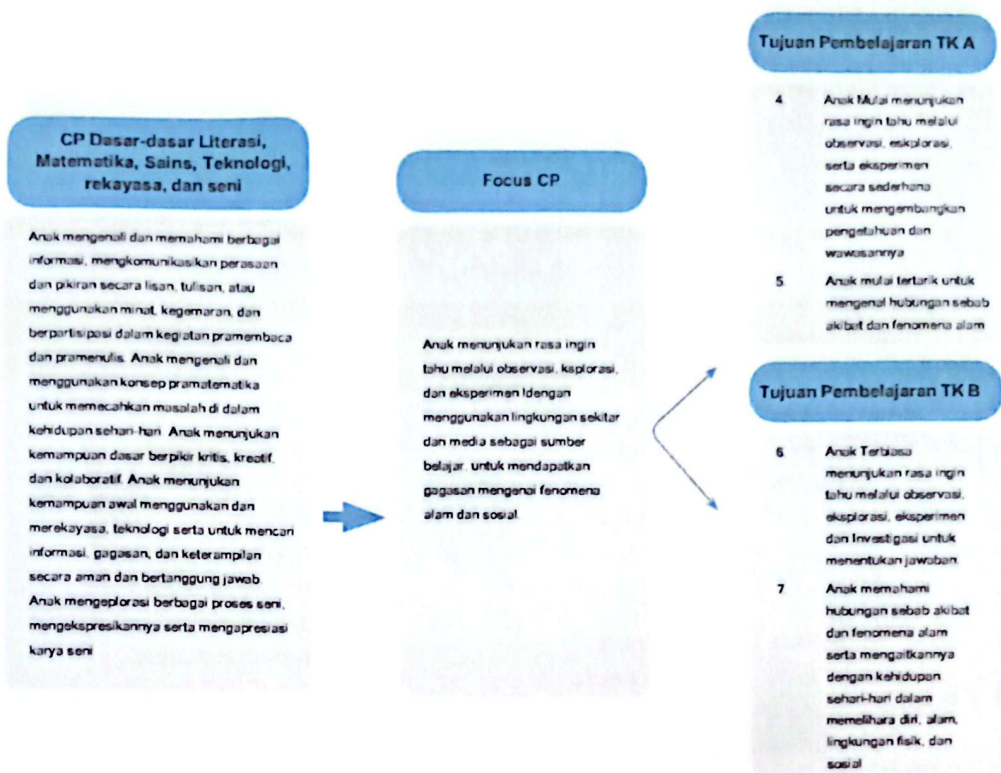 CP Dasar-dasar Literasi,
Matematika, Sains, Teknologi,
rekayasa, dan seni
Anak mengenali dan memahami berbagai
informasi, mengkomunikasikan perasaan
dan pikiran secara lisan, tulisan, atau
menggunakan minat, kegemaran, dan
berpartisipasi dalam kegiatan pramembaca
dan pramenulis. Anak mengenali dan
menggunakan konsep pramatematika
untuk memecahkan masalah di dalam
kehidupan sehari-hari. Anak menunjukan
kemampuan dasar berpikir kritis, kreatif,
dan kolaboratif. Anak menunjukan
kemampuan awal menggunakan dan
merekayasa, teknologi serta untuk mencari
informasi, gagasan, dan keterampilan
secara aman dan bertanggung jawab.
Anak mengeplorasi berbagai proses seni,
mengekspresikannya serta mengapresiasi
karya seni
Focus CP
Anak menunjukan rasa ingin
tahu melalui observasi, ksplorasi,
dan eksperimen ldengan
menggunakan lingkungan sekitar
dan media sebagai sumber
belajar, untuk mendapatkan
gagasan mengenai fenomena
alam dan sosial.
Tujuan Pembelajaran TK A
4. Anak Mulai menunjukan
rasa ingin tahu melalui
observasi, eskplorasi,
serta eksperimen
secara sederhana
untuk mengembangkan
pengetahuan dan
wawasannya
5. Anak mulai tertarik untuk
mengenal hubungan sebab
akibat dan fenomena alam
Tujuan Pembelajaran TK B
6. Anak Terbiasa
menunjukan rasa ingin
tahu melalui observasi,
eksplorasi, eksperimen
dan Investigasi untuk
menentukan jawaban.
7. Anak memahami
hubungan sebab akibat
dan fenomena alam
serta mengaitkannya
dengan kehidupan
sehari-hari dalam
memelihara diri, alam,
lingkungan fisik, dan
sosial